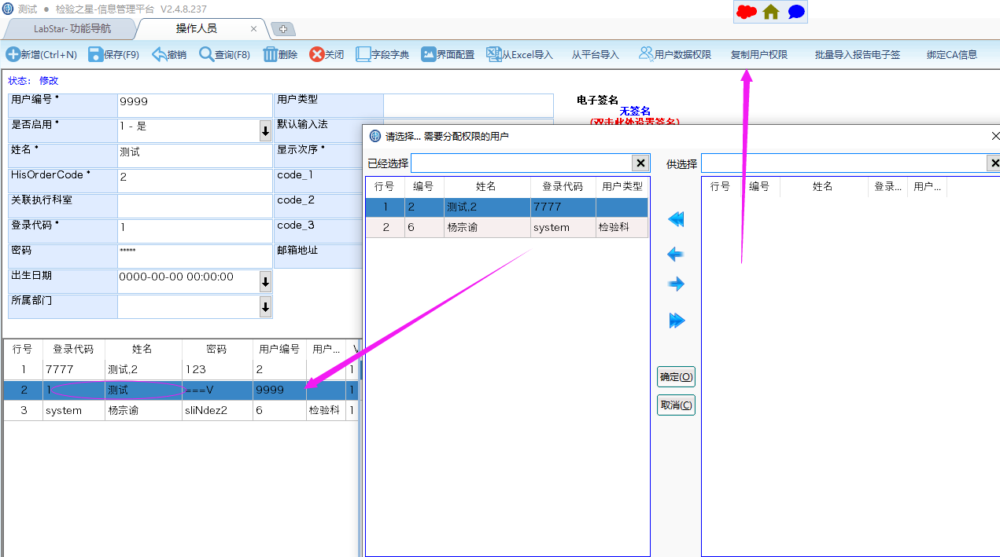 测试 ● 检验之星-信息管理平台 V2.4.8.237
LabStar- 功能导航 操作人员
新增(Ctrl+N) 保存(F9) 撤销 查询(F8) 删除 关闭 字段字典 界面配置 从Excel导入 从平台导入 用户数据权限 复制用户权限 批量导入报告电子签 绑定CA信息
状态: 修改
用户编号 * 9999 用户类型
电子签名
无签名
(双击此处设置签名)
是否启用 * 1 - 是 默认输入法
姓名 * 测试 显示次序 *
HisOrderCode * 2 code_1
关联执行科室 code_2
登录代码 * 1 code_3
密码 ***** 邮箱地址
出生日期 0000-00-00 00:00:00
所属部门
行号 登录代码 姓名 密码 用户编号 用户...
1 7777 测试.2 123 2 1
2 1 测试 ===V 9999 1
3 system 杨宗谕 sliNdez2 6 检验科 1
请选择... 需要分配权限的用户
已经选择 供选择
行号 编号 姓名 登录代码 用户类型
1 2 测试.2 7777
2 6 杨宗谕 system 检验科
确定(O)
取消(C)
行号 编号 姓名 登录... 用户...